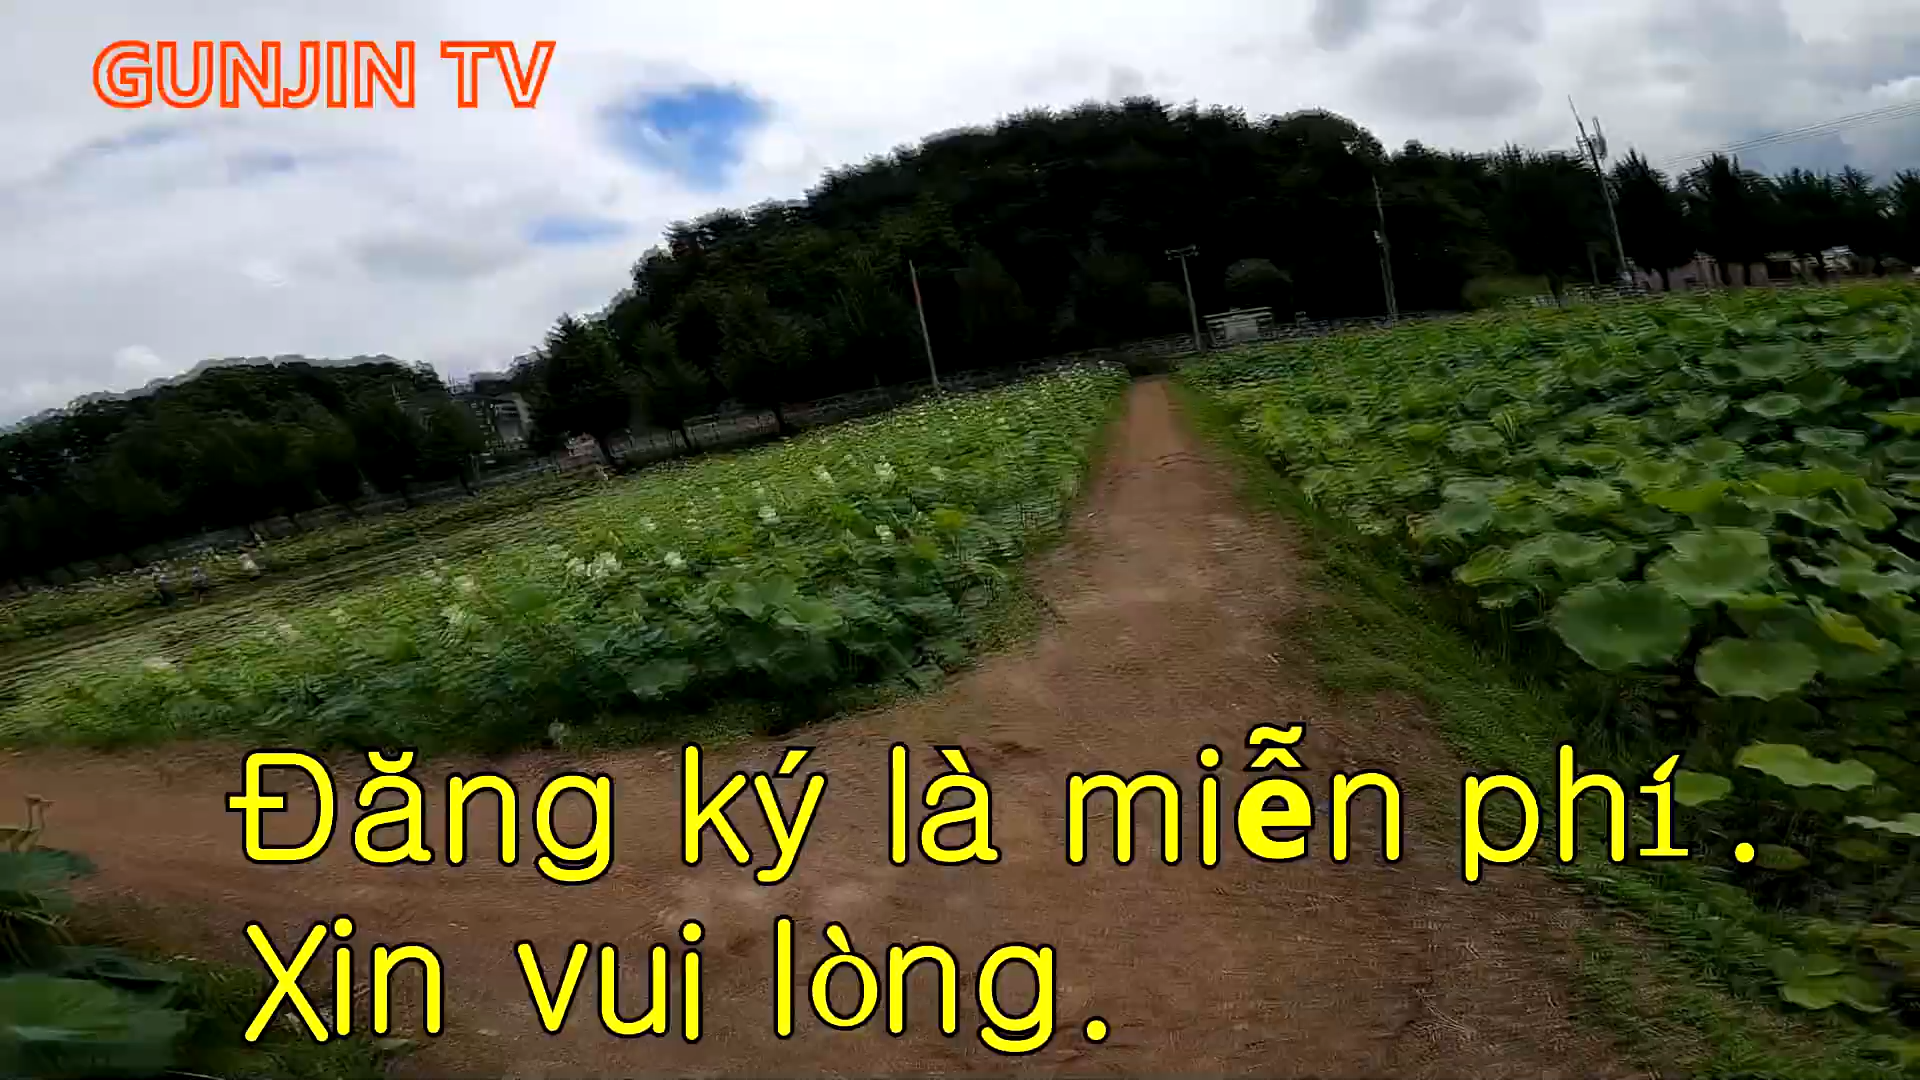 GUNJIN TV
Đăng ký là miễn phí.
Xin vui lòng.